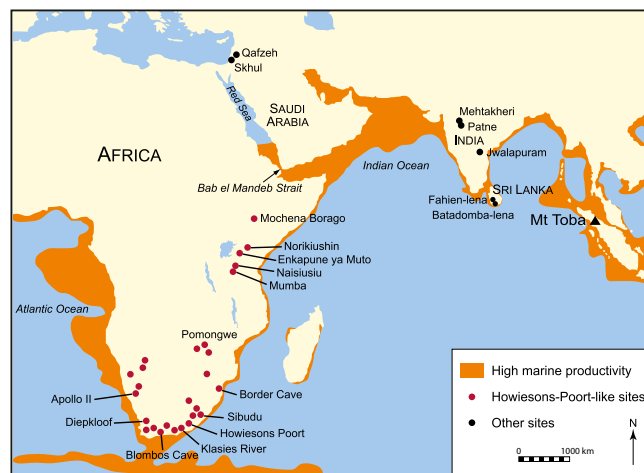 Qafzeh
Skhul
Red Sea
SAUDI
ARABIA
Mehtakheri
Patne
INDIA
Jwalapuram
AFRICA
Indian Ocean
Bab el Mandeb Strait
SRI LANKA
Fahien-lena
Batadomba-lena
Mt Toba
Mochena Borago
Norikiushin
Enkapune ya Muto
Naisiusiu
Mumba
Atlantic Ocean
Pomongwe
Apollo II
Border Cave
Diepkloof
Sibudu
Howiesons Poort
Klasies River
Blombos Cave
High marine productivity
Howiesons-Poort-like sites
Other sites
N
0 1000 km